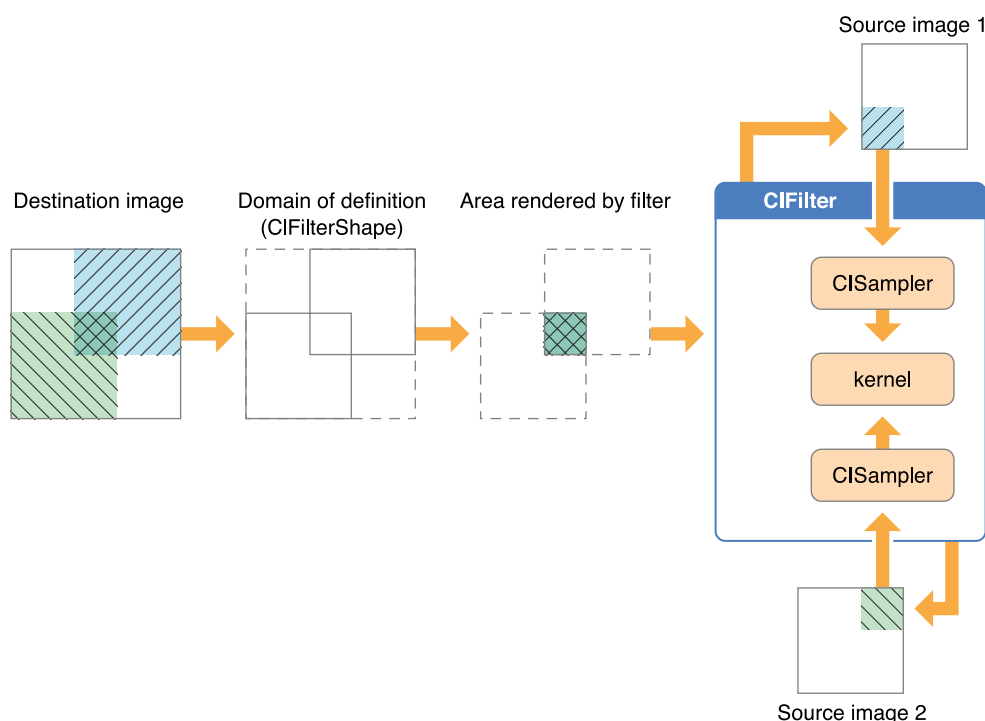 Source image 1
Destination image
Domain of definition
(CIFilterShape)
Area rendered by filter
CIFilter
CISampler
kernel
CISampler
Source image 2